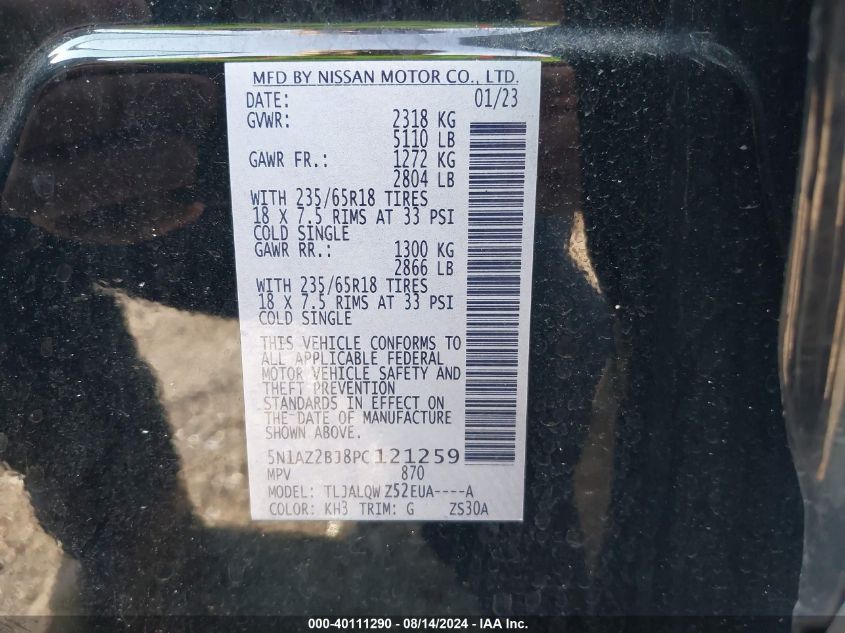 MFD BY NISSAN MOTOR CO., LTD.
DATE: 01/23
GVWR: 2318 KG
5110 LB
GAWR FR.: 1272 KG
2804 LB
WITH 235/65R18 TIRES
18 X 7.5 RIMS AT 33 PSI
COLD SINGLE
GAWR RR.: 1300 KG
2866 LB
WITH 235/65R18 TIRES
18 X 7.5 RIMS AT 33 PSI
COLD SINGLE
THIS VEHICLE CONFORMS TO
ALL APPLICABLE FEDERAL
MOTOR VEHICLE SAFETY AND
THEFT PREVENTION
STANDARDS IN EFFECT ON
THE DATE OF MANUFACTURE
SHOWN ABOVE.
5N1AZ2BJ8PC121259
MPV 870
MODEL: TLJALQW Z52EUA----A
COLOR: KH3 TRIM: G ZS30A
000-40111290 - 08/14/2024 - IAA Inc.